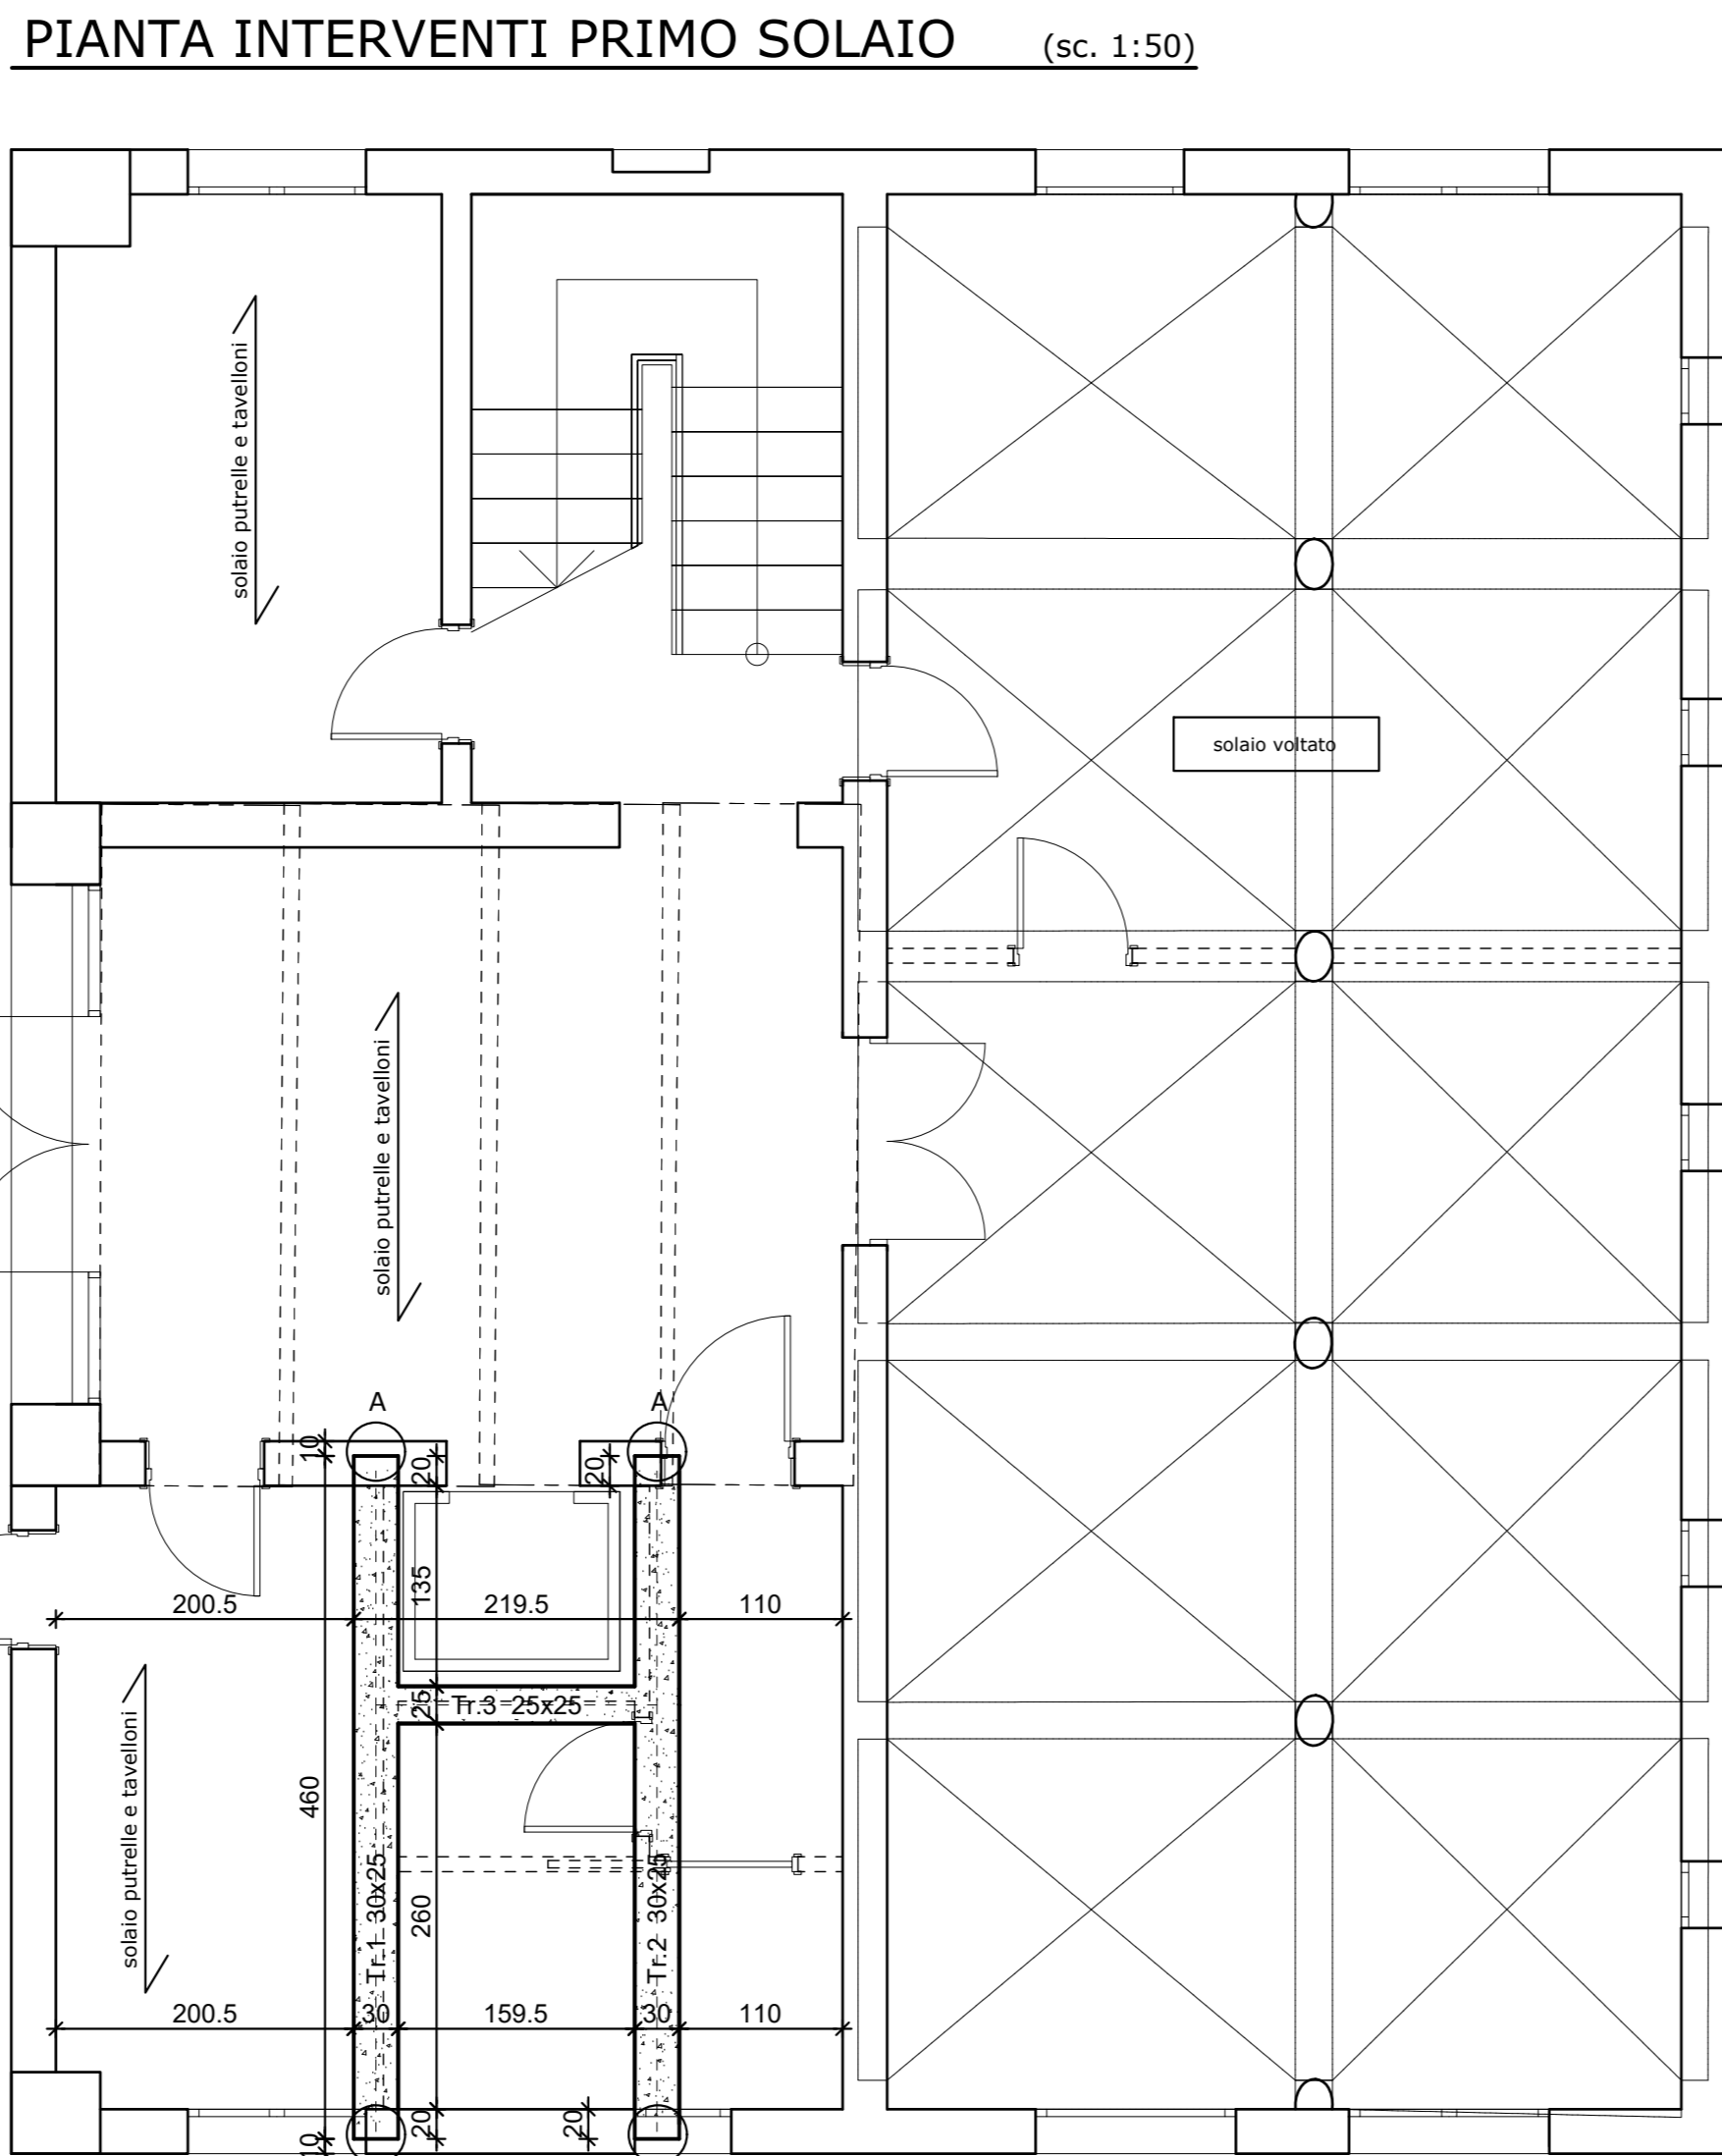 PIANTA INTERVENTI PRIMO SOLAIO (sc. 1:50)
solaio putrelle e tavelloni
solaio voltato
solaio putrelle e tavelloni
A A
10
20
20
135
200.5 219.5 110
25
Tr.3 25x25
solaio putrelle e tavelloni
460
Tr.1 30x25
260
Tr.2 30x25
200.5 30 159.5 30 110
20
20
10